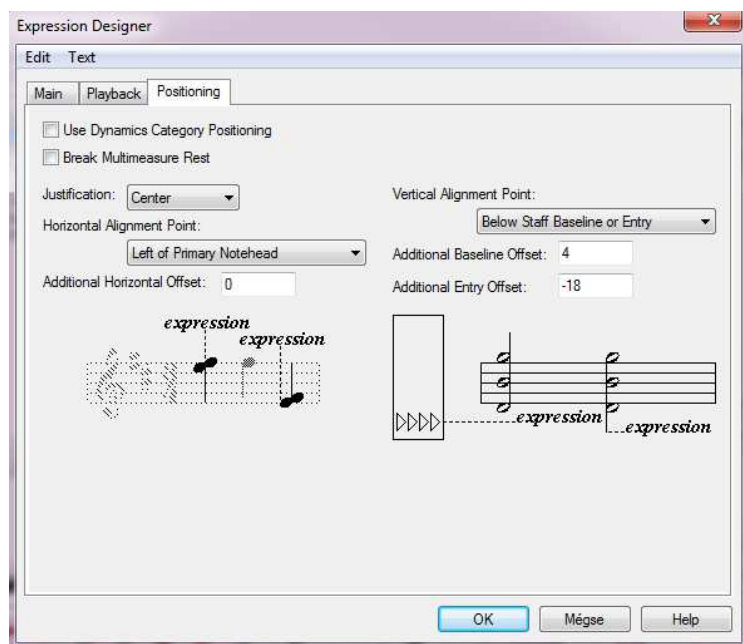 Expression Designer
Edit Text
Main Playback Positioning
Use Dynamics Category Positioning
Break Multimeasure Rest
Justification: Center
Horizontal Alignment Point:
Left of Primary Notehead
Additional Horizontal Offset: 0
Vertical Alignment Point:
Below Staff Baseline or Entry
Additional Baseline Offset: 4
Additional Entry Offset: -18
expression
expression
expression
expression
OK Mégse Help